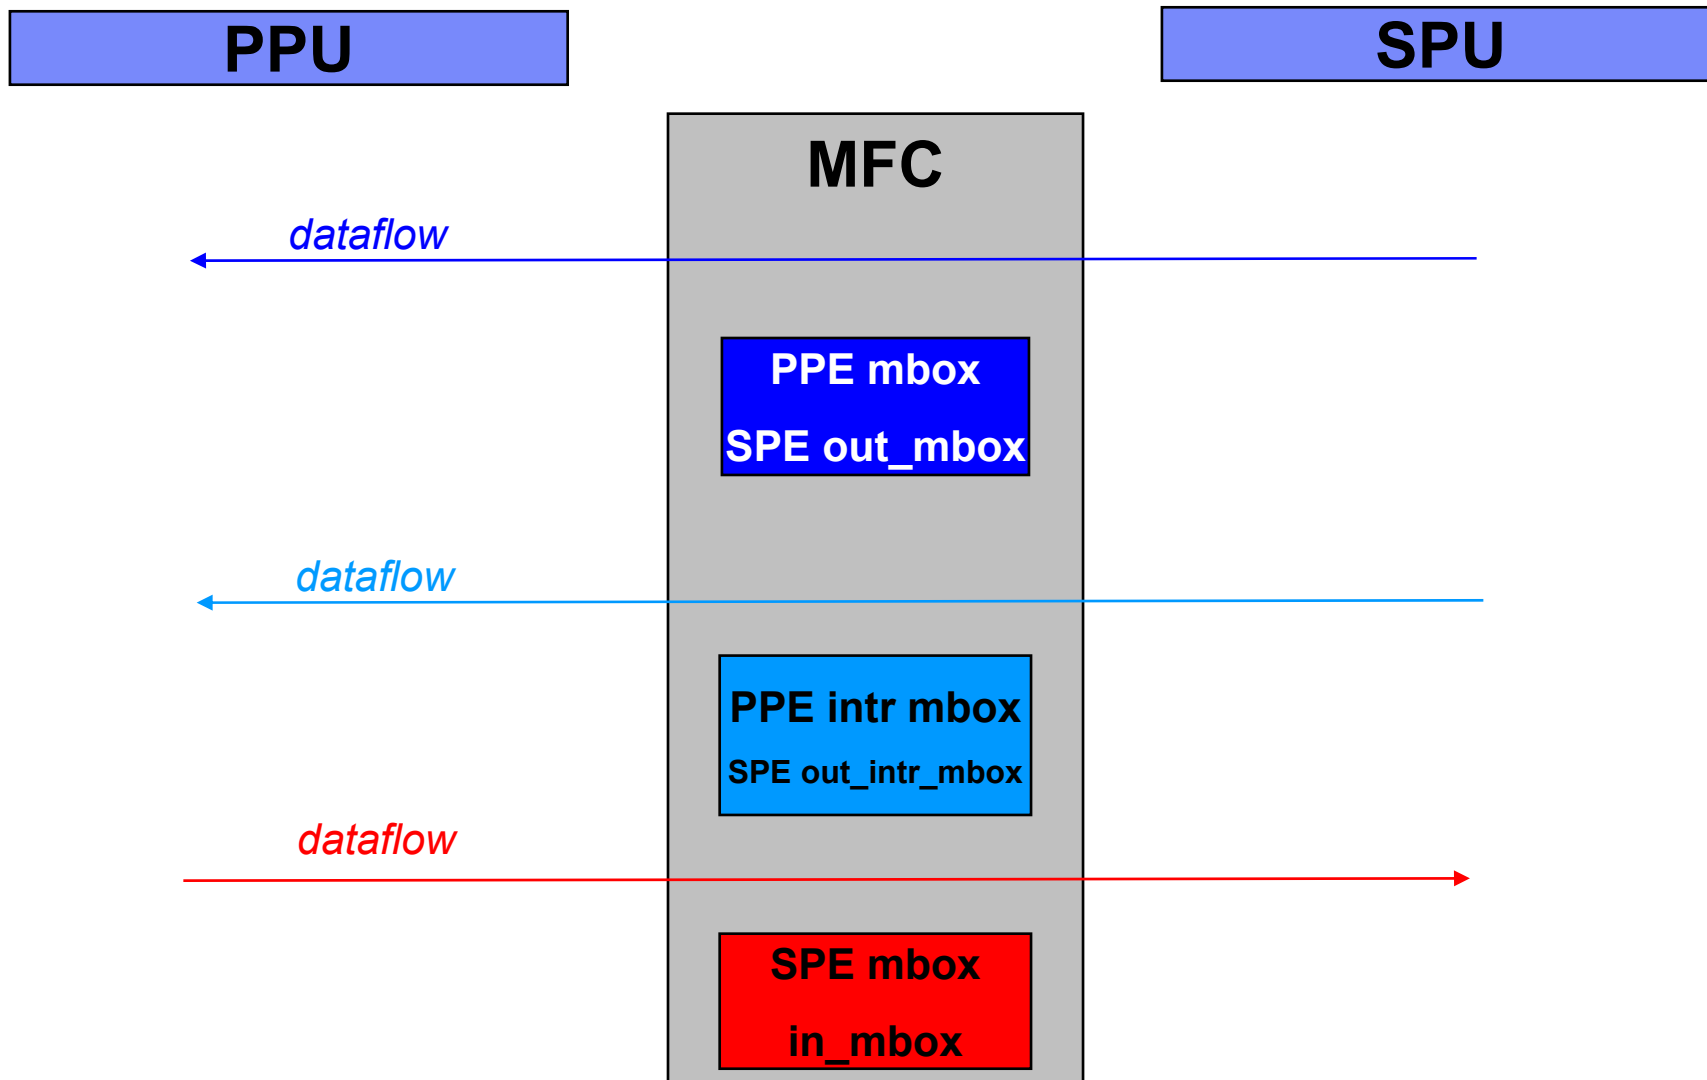 PPU
SPU
MFC
dataflow
PPE mbox
SPE out_mbox
dataflow
PPE intr mbox
SPE out_intr_mbox
dataflow
SPE mbox
in_mbox